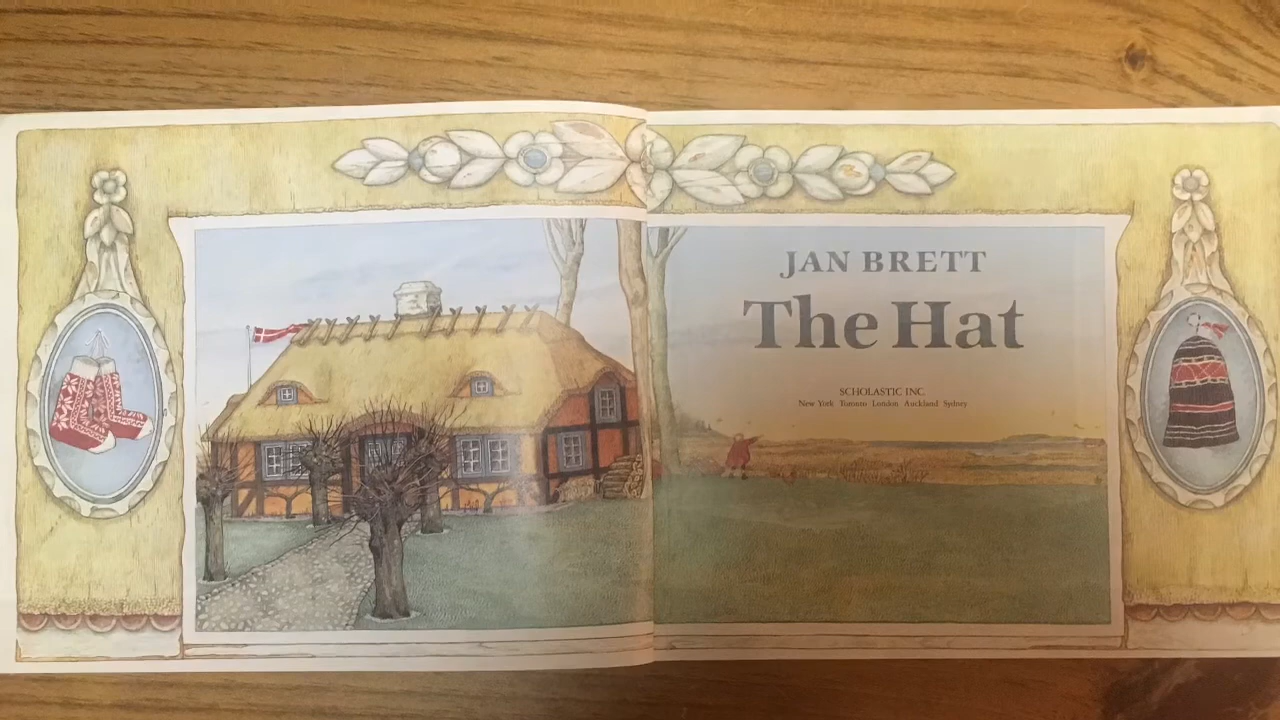 JAN BRETT
The Hat
SCHOLASTIC INC.
New York Toronto London Auckland Sydney